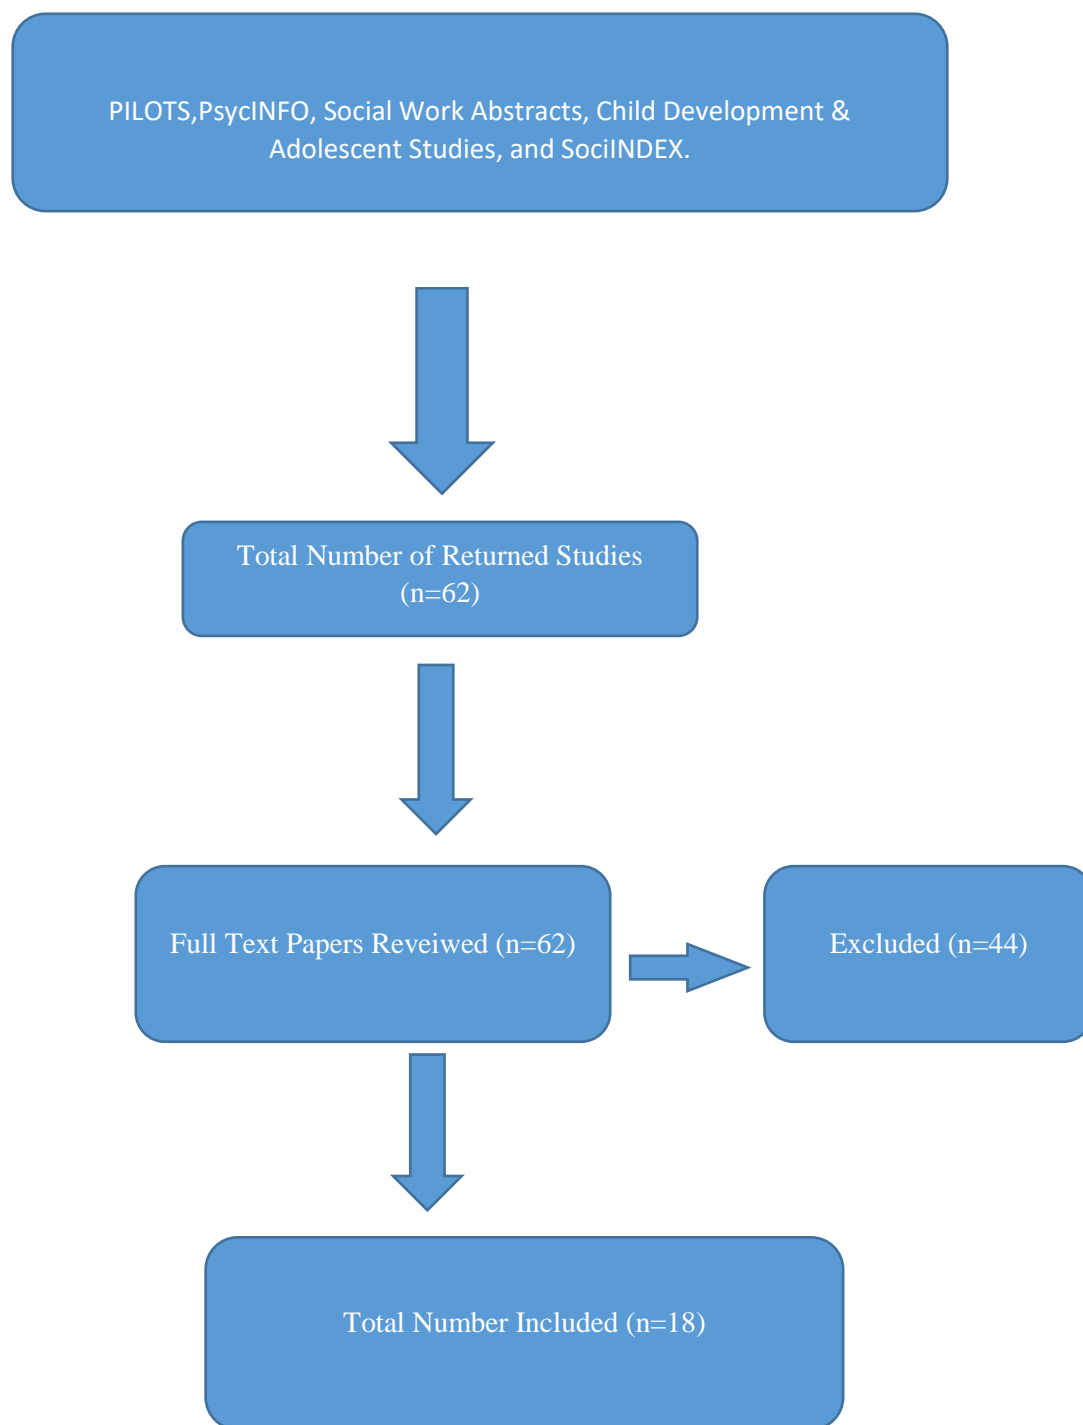 PILOTS,PsycINFO, Social Work Abstracts, Child Development &
Adolescent Studies, and SociINDEX.
Total Number of Returned Studies
(n=62)
Full Text Papers Reveiwed (n=62)
Excluded (n=44)
Total Number Included (n=18)